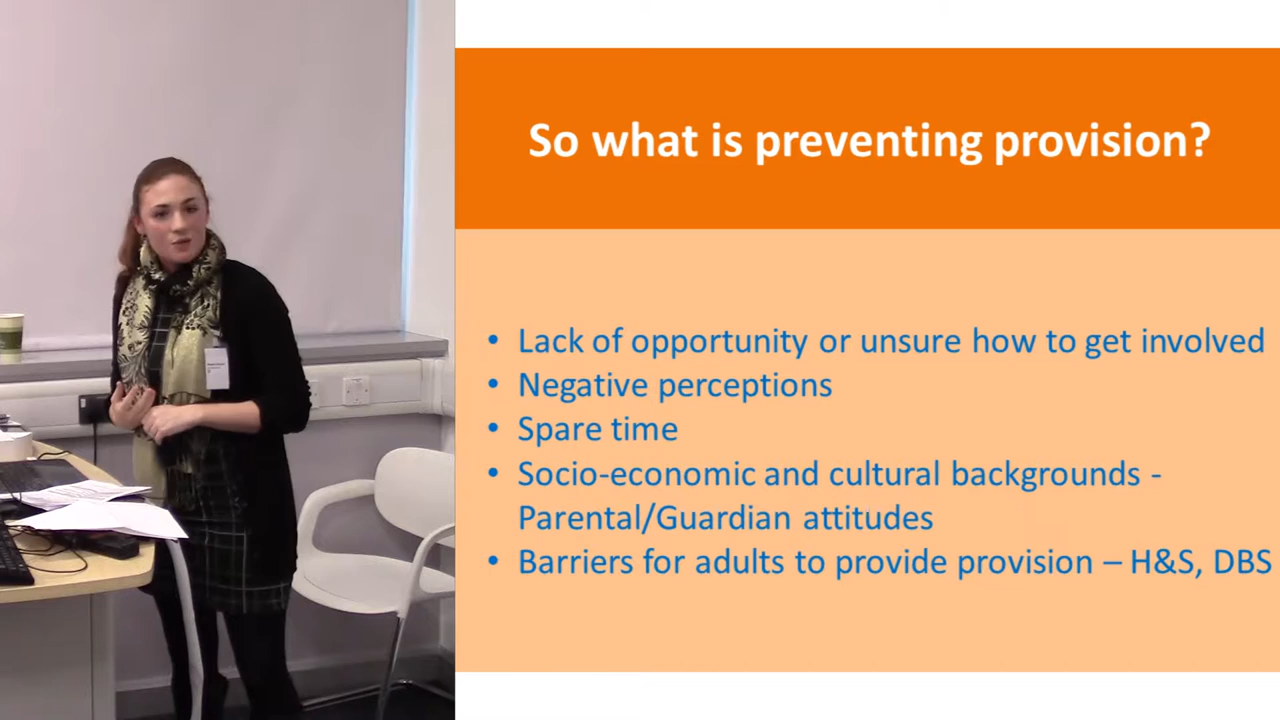 So what is preventing provision?
• Lack of opportunity or unsure how to get involved
• Negative perceptions
• Spare time
• Socio-economic and cultural backgrounds -
Parental/Guardian attitudes
• Barriers for adults to provide provision – H&S, DBS